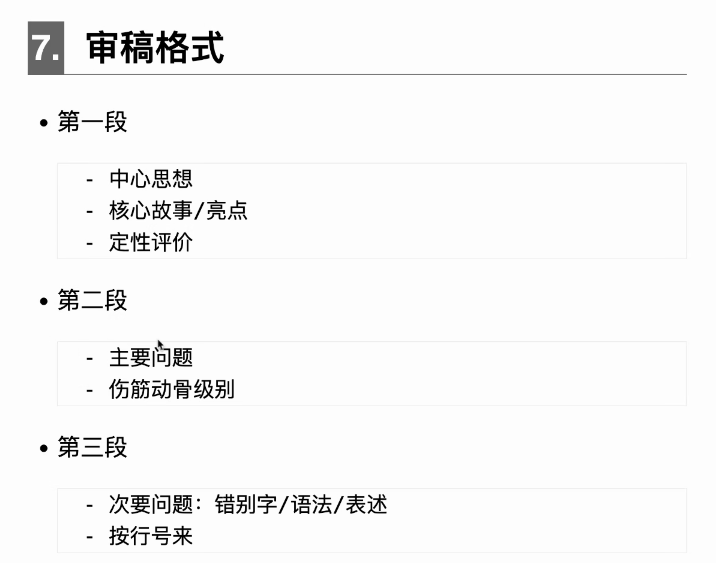 7. 审稿格式
• 第一段
- 中心思想
- 核心故事/亮点
- 定性评价
• 第二段
- 主要问题
- 伤筋动骨级别
• 第三段
- 次要问题：错别字/语法/表述
- 按行号来